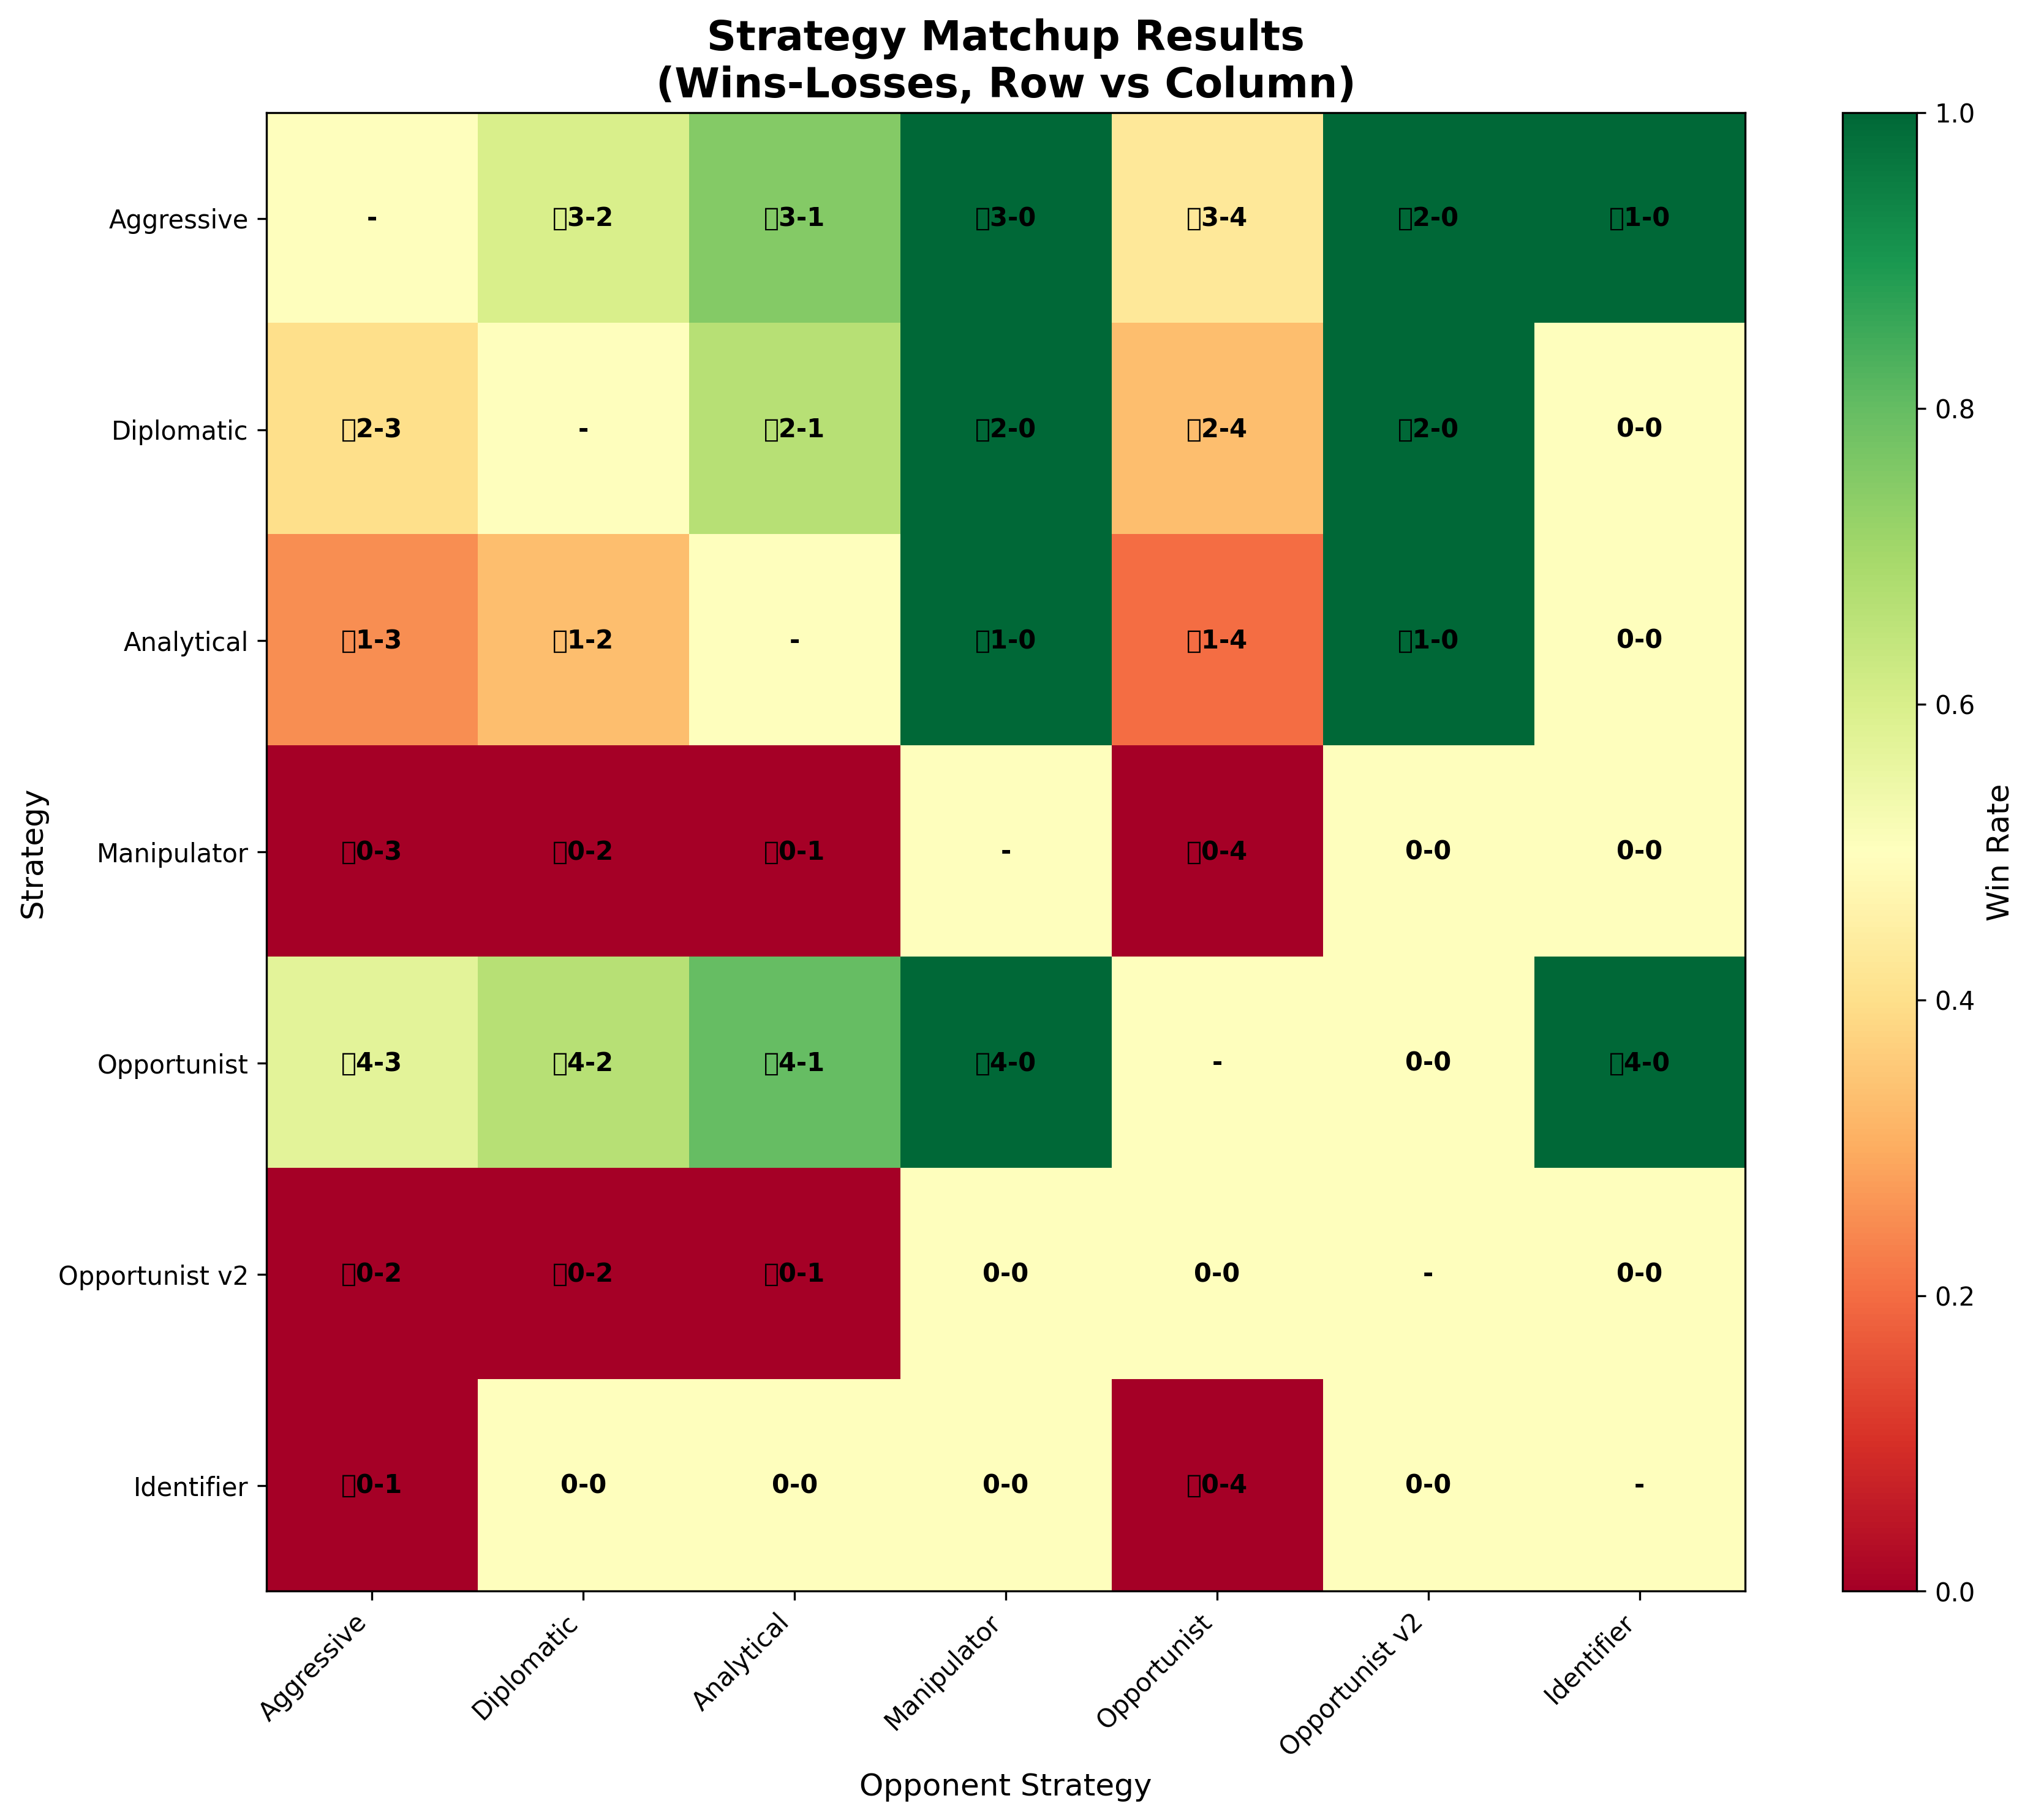 Strategy Matchup Results
(Wins-Losses, Row vs Column)
Aggressive - 3-2 3-1 3-0 3-4 2-0 1-0
Diplomatic 2-3 - 2-1 2-0 2-4 2-0 0-0
Analytical 1-3 1-2 - 1-0 1-4 1-0 0-0
Manipulator 0-3 0-2 0-1 - 0-4 0-0 0-0
Opportunist 4-3 4-2 4-1 4-0 - 0-0 4-0
Opportunist v2 0-2 0-2 0-1 0-0 0-0 - 0-0
Identifier 0-1 0-0 0-0 0-0 0-4 0-0 -
Strategy
Aggressive Diplomatic Analytical Manipulator Opportunist Opportunist v2 Identifier
Opponent Strategy
1.0
0.8
0.6
0.4
0.2
0.0
Win Rate